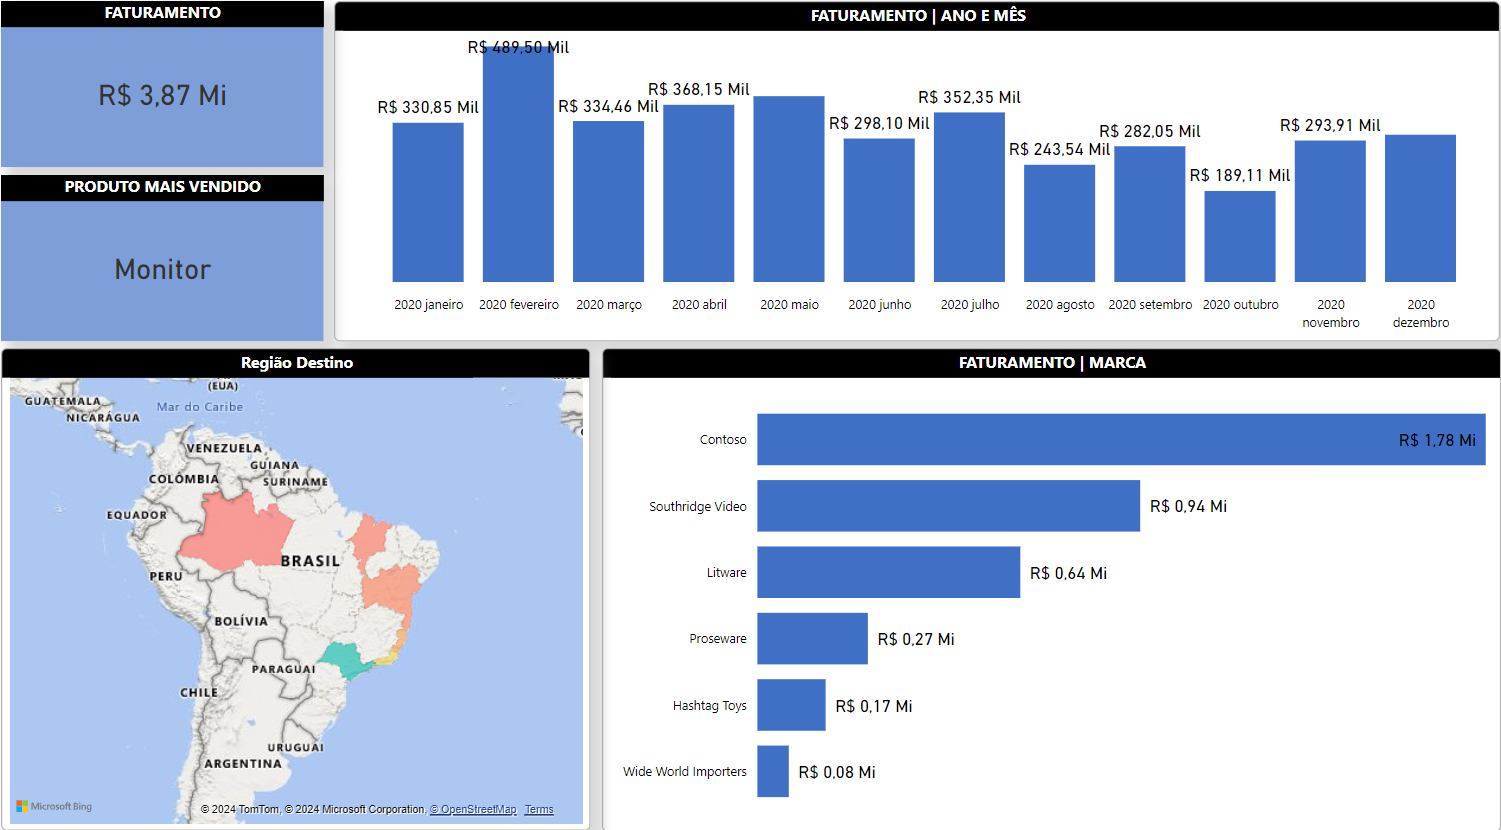 FATURAMENTO
R$ 3,87 Mi
PRODUTO MAIS VENDIDO
Monitor
FATURAMENTO | ANO E MÊS
R$ 330,85 Mil
R$ 489,50 Mil
R$ 334,46 Mil
R$ 368,15 Mil
R$ 298,10 Mil
R$ 352,35 Mil
R$ 243,54 Mil
R$ 282,05 Mil
R$ 189,11 Mil
R$ 293,91 Mil
2020 janeiro
2020 fevereiro
2020 março
2020 abril
2020 maio
2020 junho
2020 julho
2020 agosto
2020 setembro
2020 outubro
2020
novembro
2020
dezembro
Região Destino
(EUA)
GUATEMALA
Mar do Caribe
NICARÁGUA
VENEZUELA
GUIANA
COLÔMBIA
SURINAME
EQUADOR
BRASIL
PERU
BOLÍVIA
PARAGUAI
CHILE
URUGUAI
ARGENTINA
Microsoft Bing
© 2024 TomTom, © 2024 Microsoft Corporation, © OpenStreetMap Terms
FATURAMENTO | MARCA
Contoso
R$ 1,78 Mi
Southridge Video
R$ 0,94 Mi
Litware
R$ 0,64 Mi
Proseware
R$ 0,27 Mi
Hashtag Toys
R$ 0,17 Mi
Wide World Importers
R$ 0,08 Mi